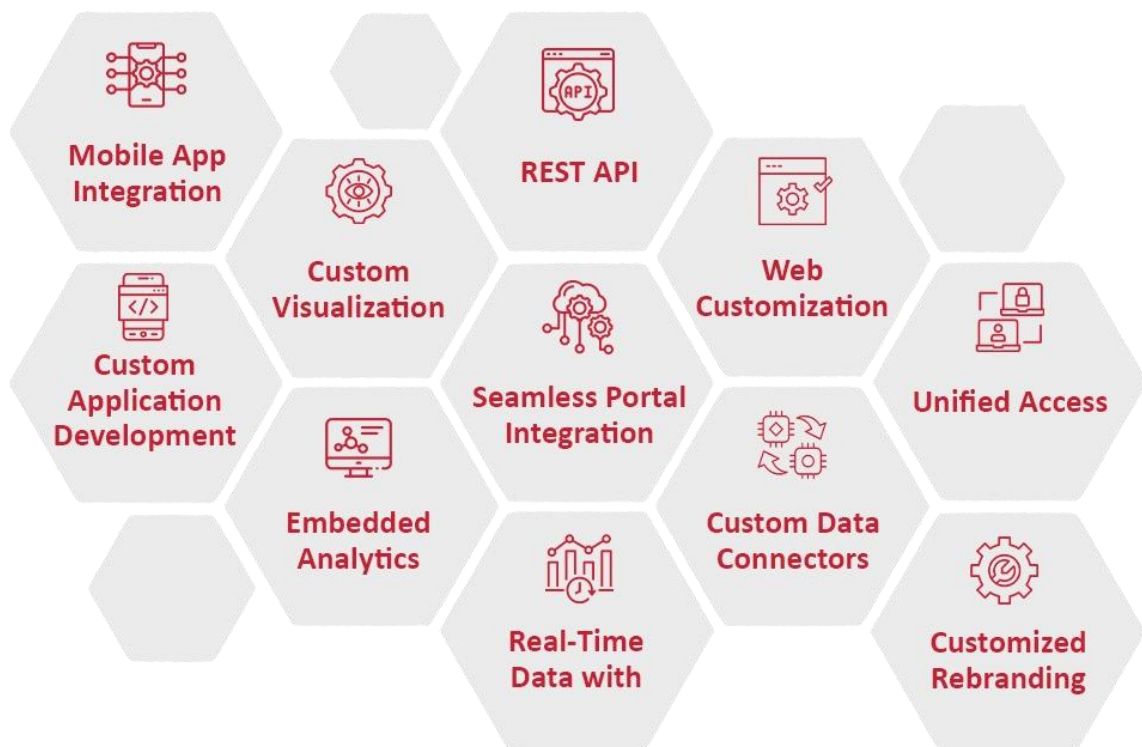 Mobile App
Integration
REST API
Custom
Visualization
Web
Customization
Custom
Application
Development
Seamless Portal
Integration
Unified Access
Embedded
Analytics
Custom Data
Connectors
Real-Time
Data with
Customized
Rebranding
API